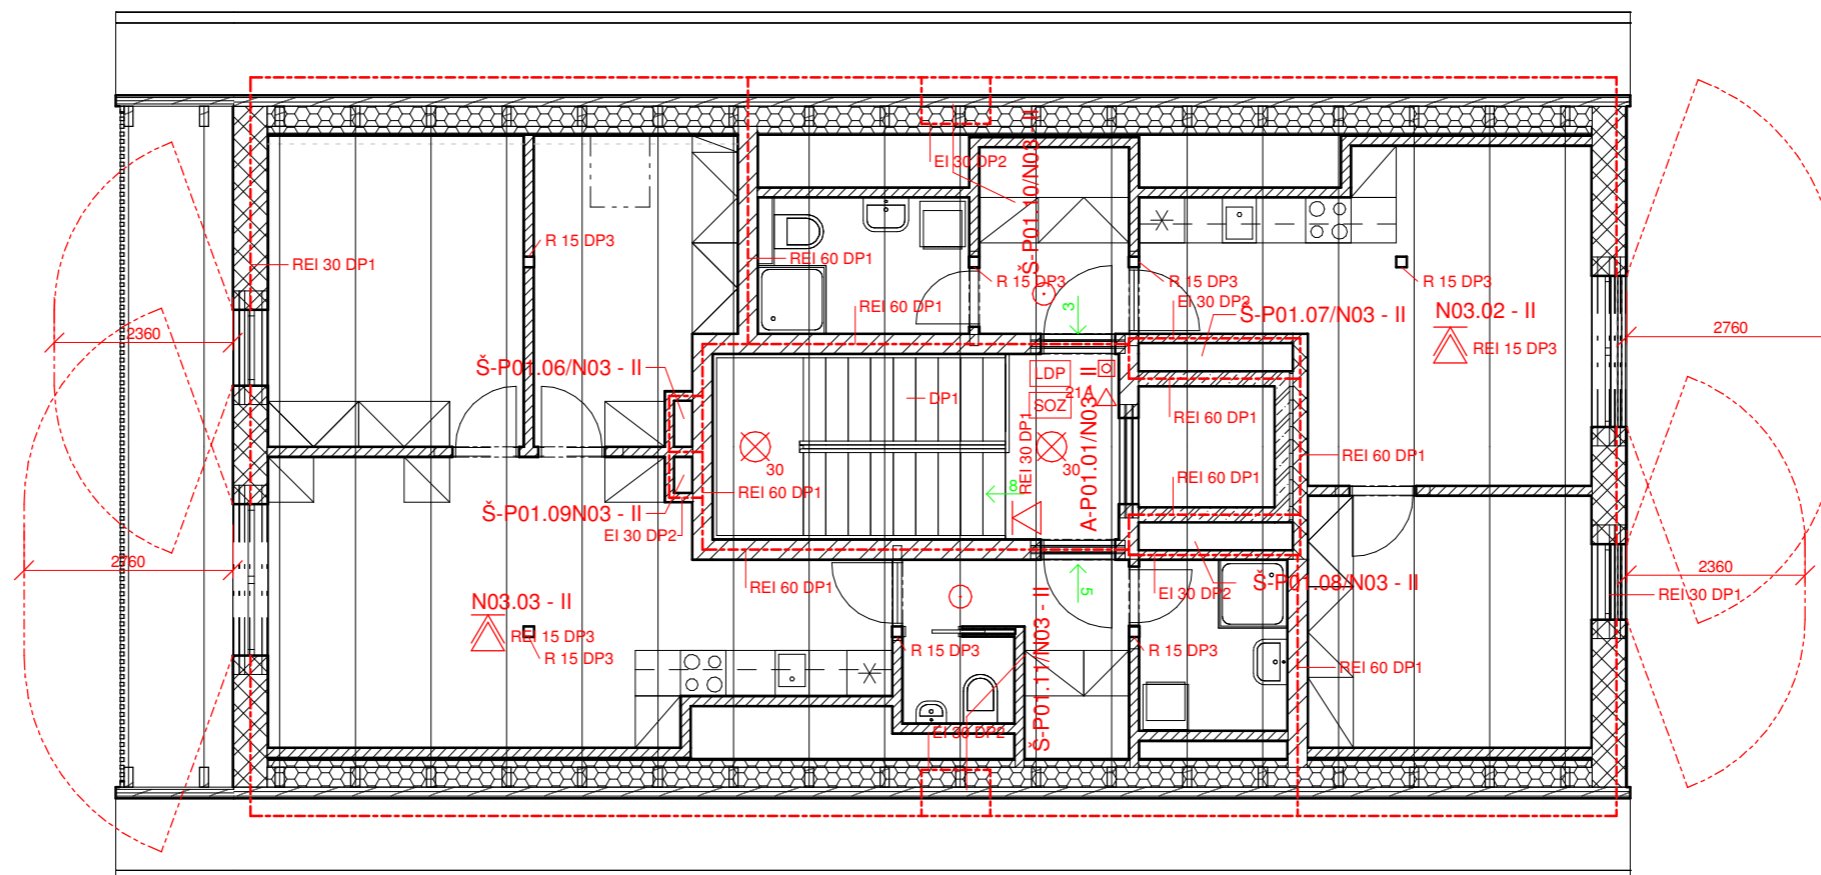 EI 30 DP2
Š-P01.10/N03 - II
R 15 DP3
REI 30 DP1
REI 60 DP1
R 15 DP3
R 15 DP3
R 15 DP3
EI 30 DP2
REI 60 DP1
3
Š-P01.07/N03 - II
N03.02 - II
2360
2760
REI 15 DP3
Š-P01.06/N03 - II
LDP
DP1
21A
SOZ
REI 60 DP1
A-P01.01/N03 - II
REI 30 DP1
30
30
REI 60 DP1
REI 60 DP1
REI 60 DP1
8
Š-P01.09N03 - II
EI 30 DP2
2760
REI 60 DP1
5
EI 30 DP2
Š-P01.08/N03 - II
2360
REI 30 DP1
N03.03 - II
REI 15 DP3
R 15 DP3
R 15 DP3
R 15 DP3
REI 60 DP1
Š-P01.11/N03 - II
EI 30 DP2